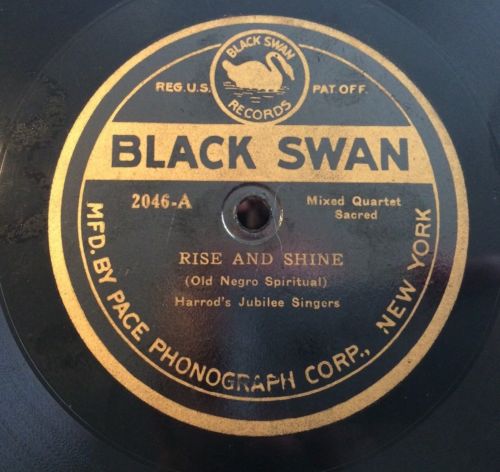 BLACK SWAN
RECORDS
REG. U.S. PAT. OFF.
BLACK SWAN
2046-A
Mixed Quartet
Sacred
RISE AND SHINE
(Old Negro Spiritual)
Harrod's Jubilee Singers
MFD. BY PACE PHONOGRAPH CORP., NEW YORK